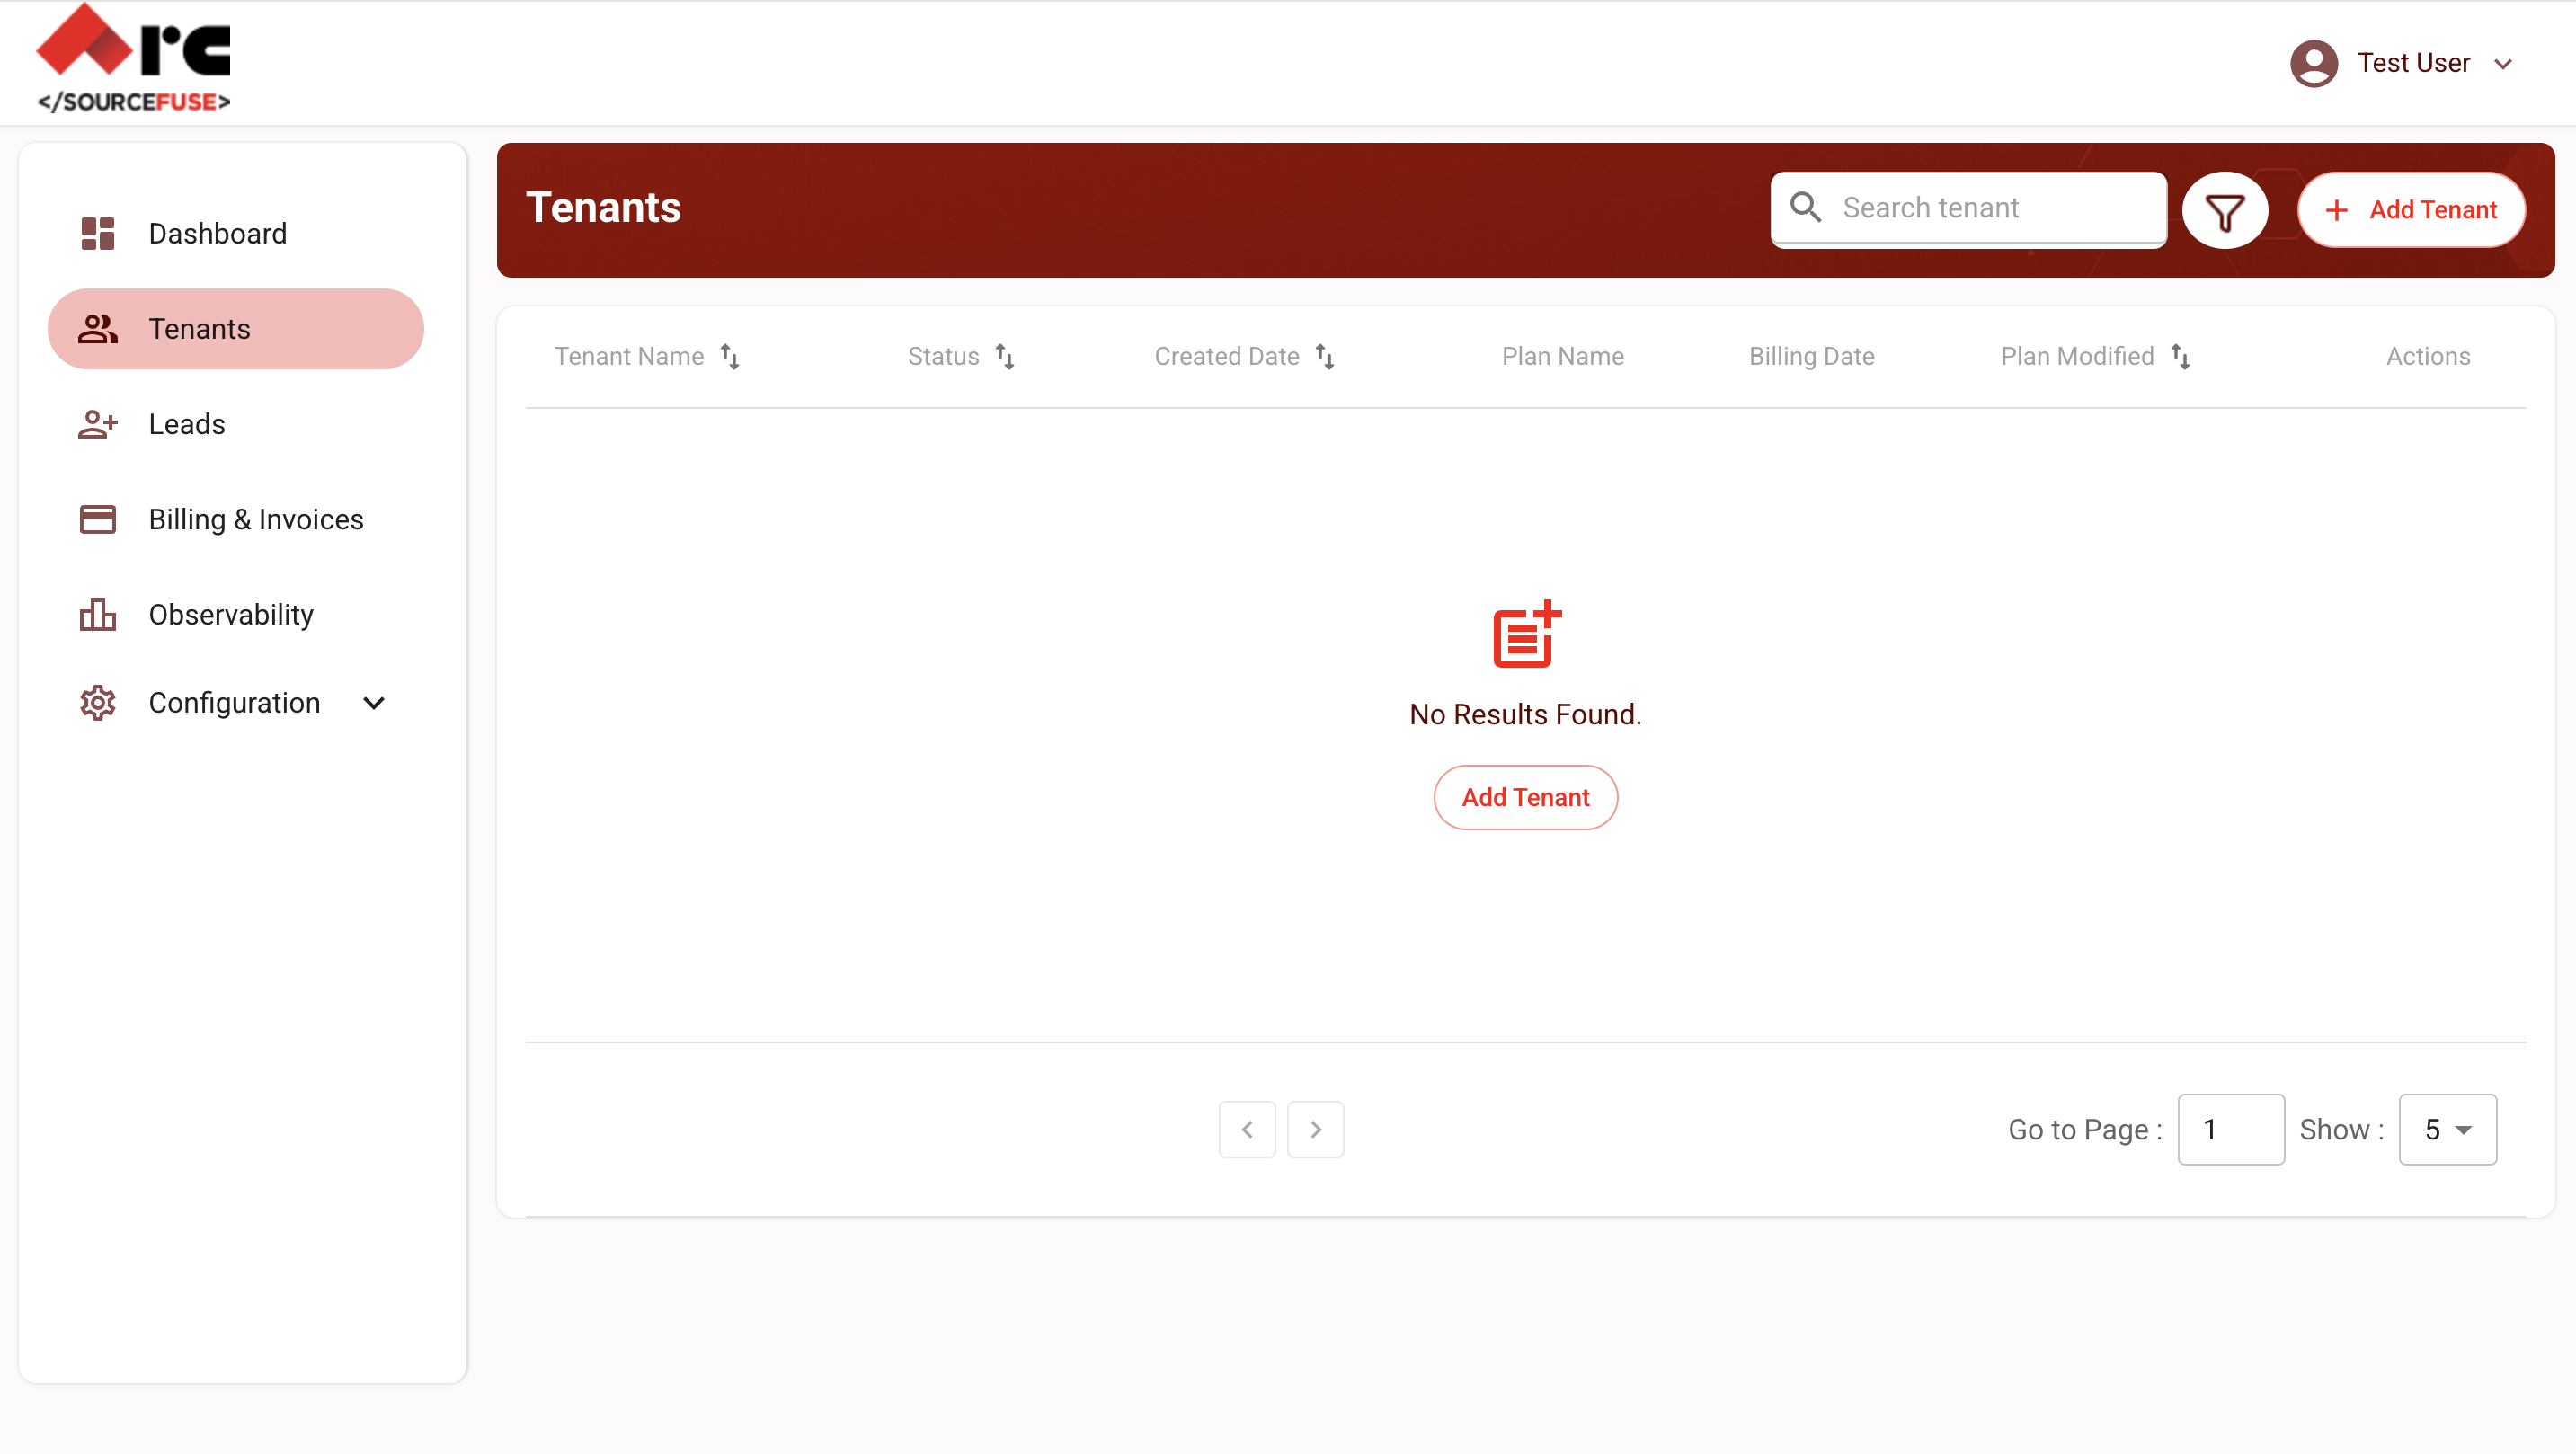 Arc
</SOURCEFUSE>
Test User
Dashboard
Tenants
Leads
Billing & Invoices
Observability
Configuration
Tenants
Search tenant
+ Add Tenant
Tenant Name Status Created Date Plan Name Billing Date Plan Modified Actions
No Results Found.
Add Tenant
Go to Page : 1 Show : 5